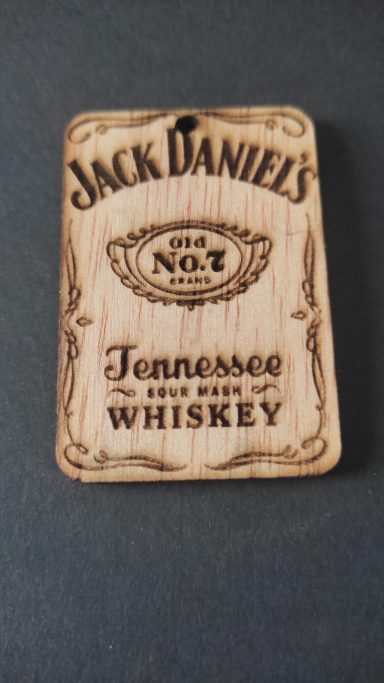 JACK DANIEL'S
Old
No.7
BRAND
Tennessee
SOUR MASH
WHISKEY